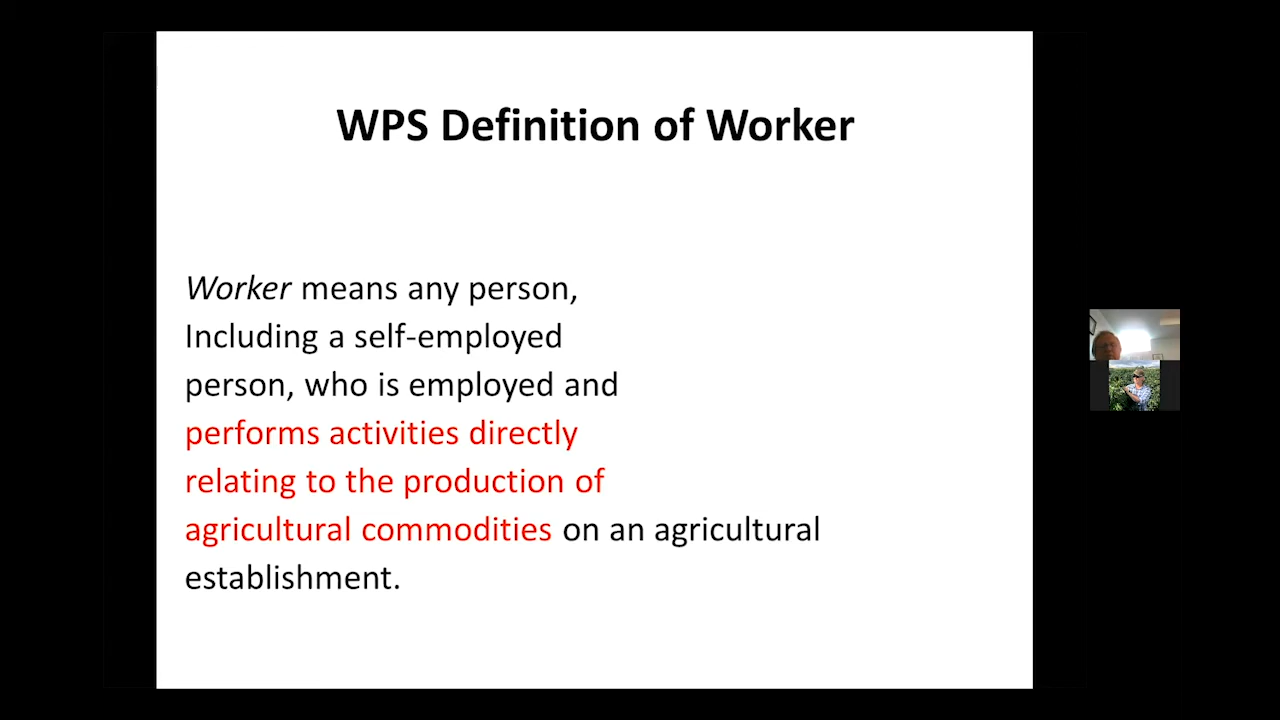 WPS Definition of Worker
Worker means any person,
Including a self-employed
person, who is employed and
performs activities directly
relating to the production of
agricultural commodities on an agricultural
establishment.